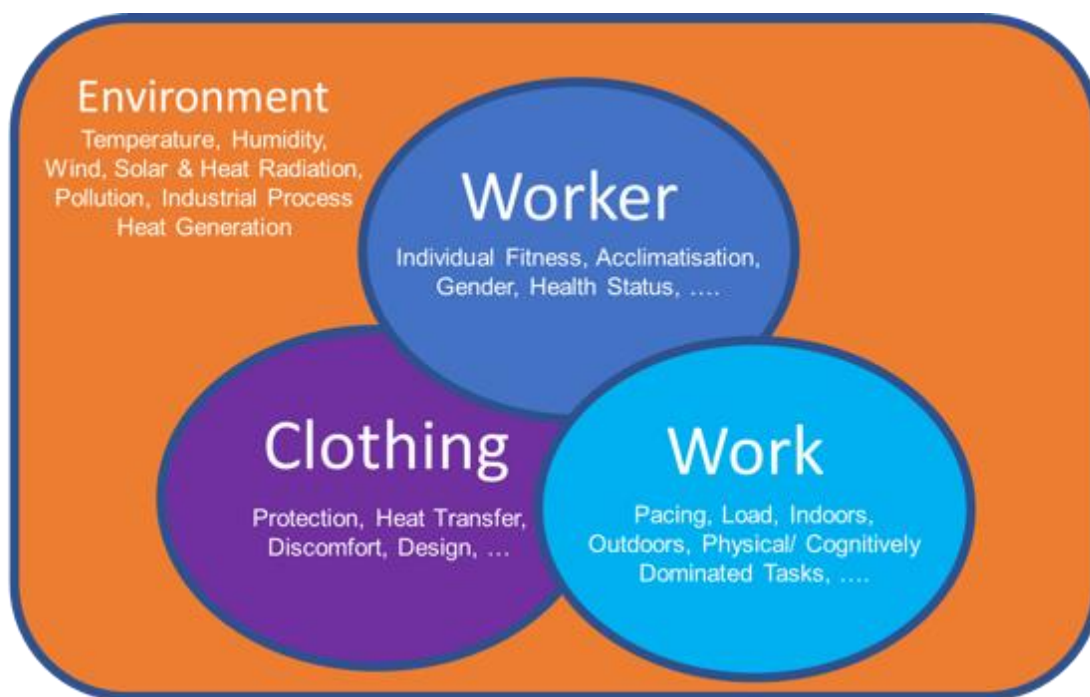 Environment
Temperature, Humidity,
Wind, Solar & Heat Radiation,
Pollution, Industrial Process
Heat Generation
Worker
Individual Fitness, Acclimatisation,
Gender, Health Status, ....
Clothing
Protection, Heat Transfer,
Discomfort, Design, ...
Work
Pacing, Load, Indoors,
Outdoors, Physical/ Cognitively
Dominated Tasks, ....